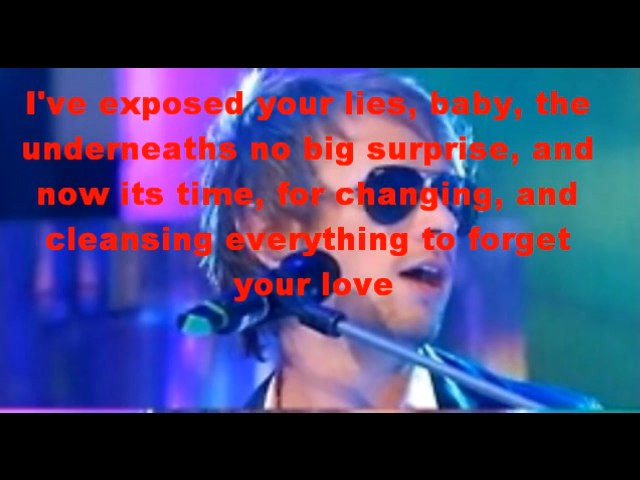 I've exposed your lies, baby, the
underneaths no big surprise, and
now its time, for changing, and
cleansing everything to forget
your love